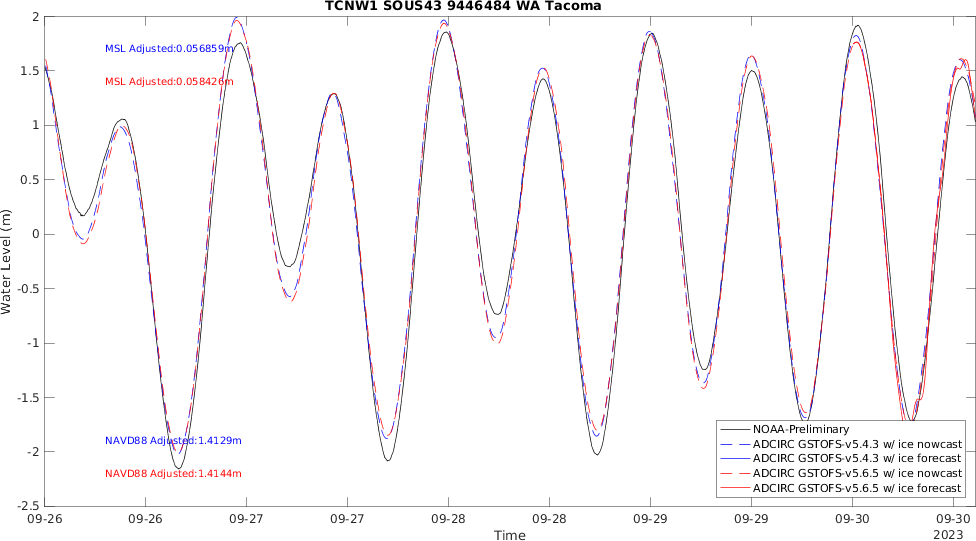 TCNW1 SOUS43 9446484 WA Tacoma
2
1.5
1
0.5
0
-0.5
-1
-1.5
-2
-2.5
Water Level (m)
MSL Adjusted:0.056859m
MSL Adjusted:0.058426m
NAVD88 Adjusted:1.4129m
NAVD88 Adjusted:1.4144m
NOAA-Preliminary
ADCIRC GSTOFS-v5.4.3 w/ ice nowcast
ADCIRC GSTOFS-v5.4.3 w/ ice forecast
ADCIRC GSTOFS-v5.6.5 w/ ice nowcast
ADCIRC GSTOFS-v5.6.5 w/ ice forecast
09-26 09-26 09-27 09-27 09-28 09-28 09-29 09-29 09-30 09-30
2023
Time